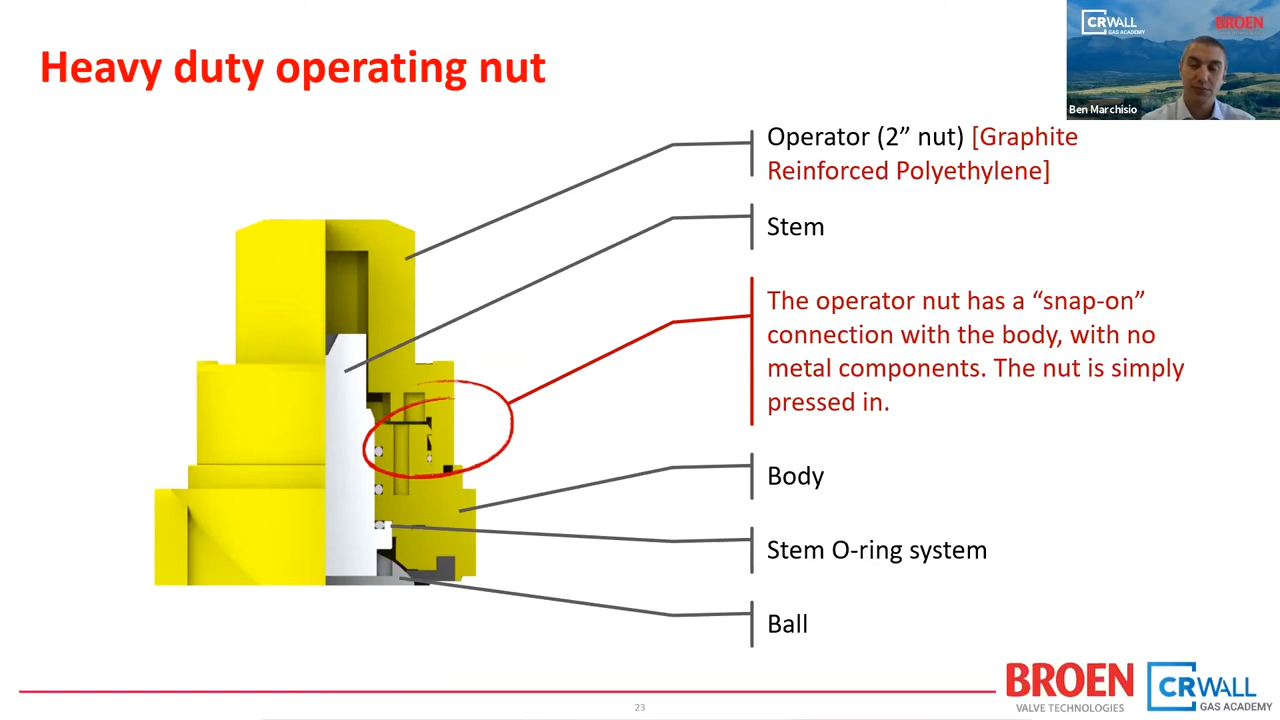 Heavy duty operating nut
CRWALL
GAS ACADEMY
BROEN
VALVE TECHNOLOGIES
Ben Marchisio
Operator (2” nut) [Graphite
Reinforced Polyethylene]
Stem
The operator nut has a “snap-on”
connection with the body, with no
metal components. The nut is simply
pressed in.
Body
Stem O-ring system
Ball
23
BROEN
VALVE TECHNOLOGIES
CRWALL
GAS ACADEMY